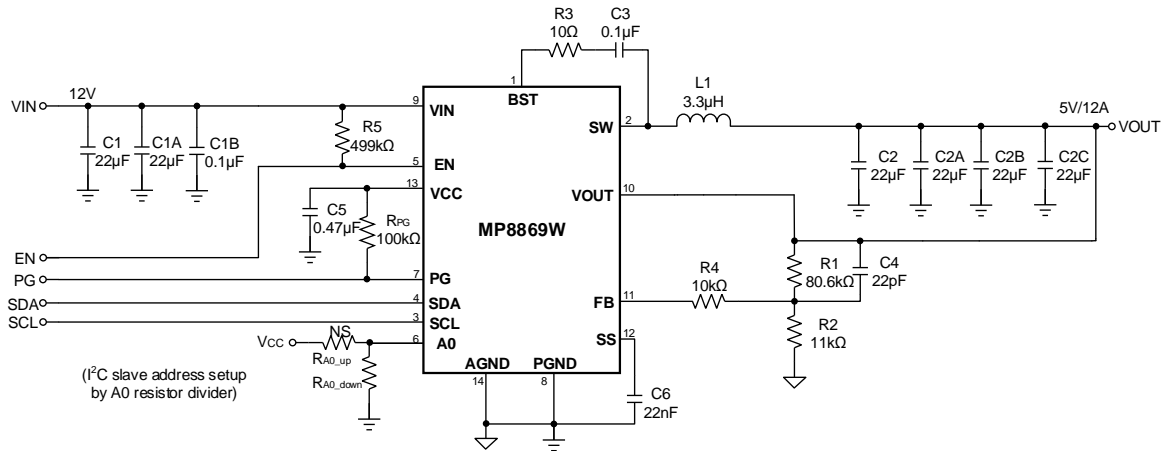 R3
10Ω
C3
0.1µF
1
BST
L1
3.3µH
VIN
12V
9
VIN
SW
2
5V/12A
VOUT
C1
22µF
C1A
22µF
C1B
0.1µF
R5
499kΩ
C2
22µF
C2A
22µF
C2B
22µF
C2C
22µF
5
EN
13
VCC
VOUT
10
C5
0.47µF
RPG
100kΩ
MP8869W
EN
PG
7
PG
R4
10kΩ
R1
80.6kΩ
C4
22pF
SDA
4
SDA
FB
11
SCL
3
SCL
R2
11kΩ
VCC
NS
6
A0
SS
12
RA0_up
RA0_down
AGND
PGND
14
8
(I²C slave address setup
by A0 resistor divider)
C6
22nF